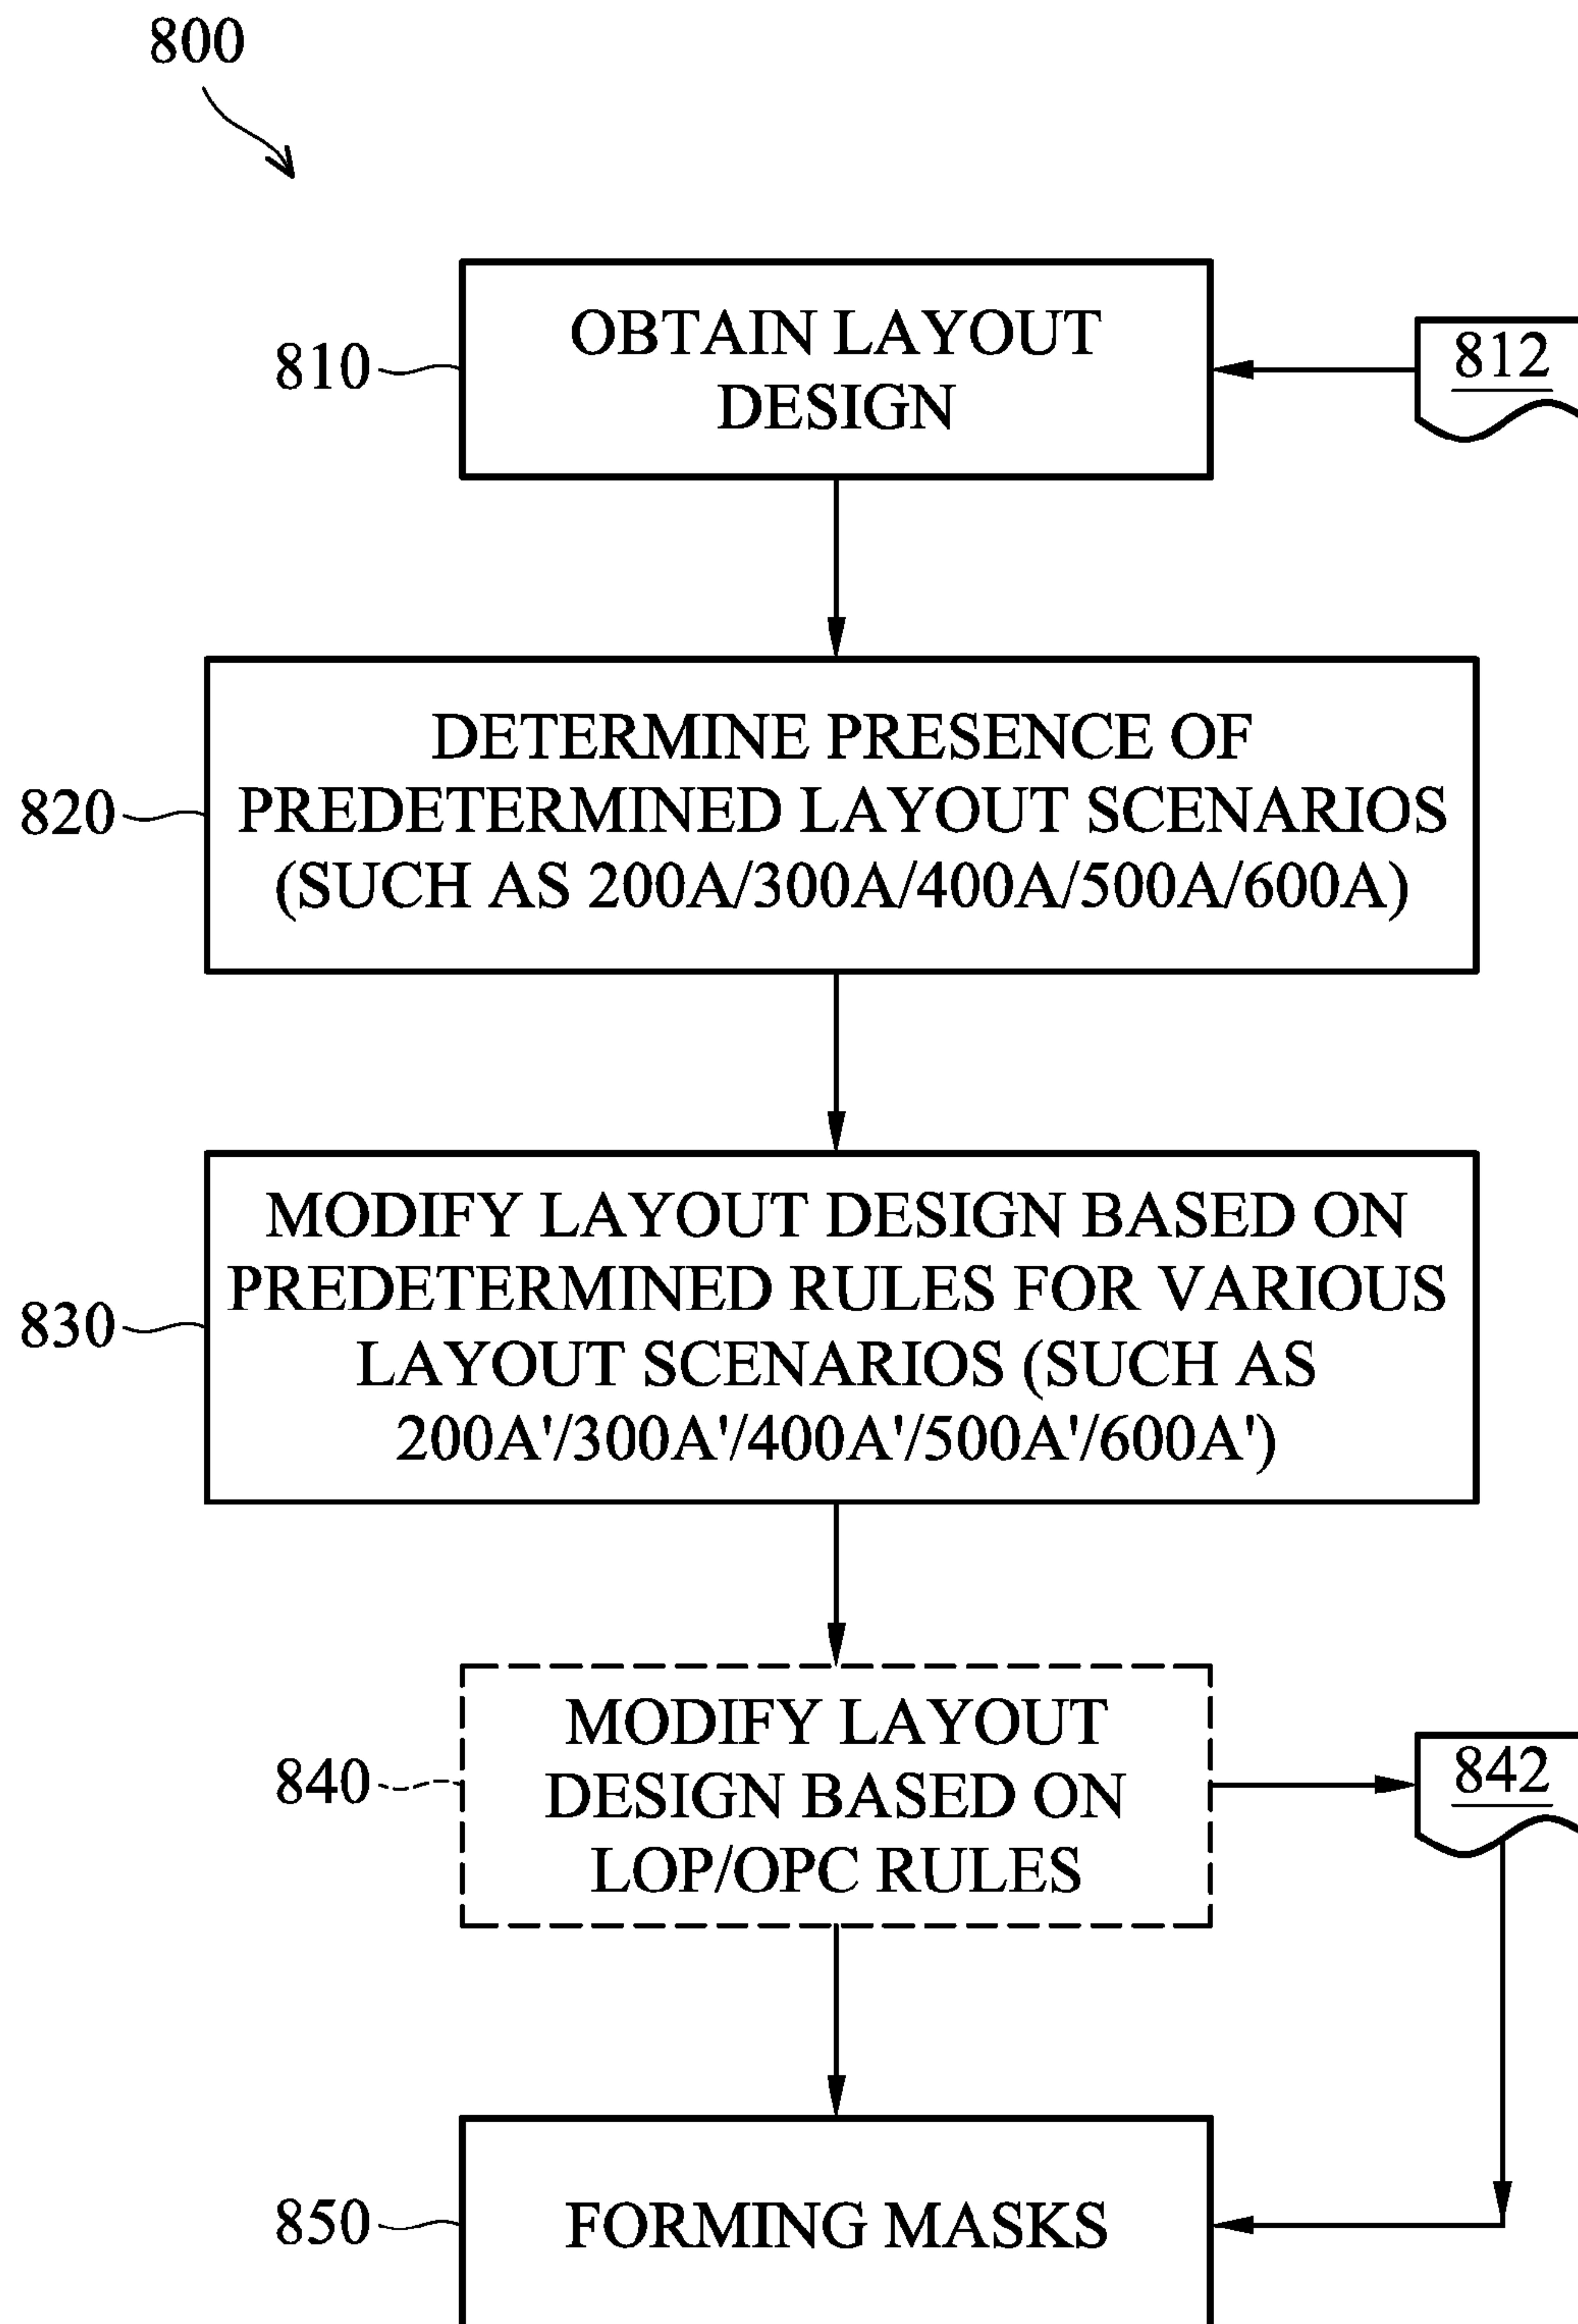 800
OBTAIN LAYOUT
DESIGN
810
812
DETERMINE PRESENCE OF
PREDETERMINED LAYOUT SCENARIOS
(SUCH AS 200A/300A/400A/500A/600A)
820
MODIFY LAYOUT DESIGN BASED ON
PREDETERMINED RULES FOR VARIOUS
LAYOUT SCENARIOS (SUCH AS
200A'/300A'/400A'/500A'/600A')
830
MODIFY LAYOUT
DESIGN BASED ON
LOP/OPC RULES
840
842
FORMING MASKS
850